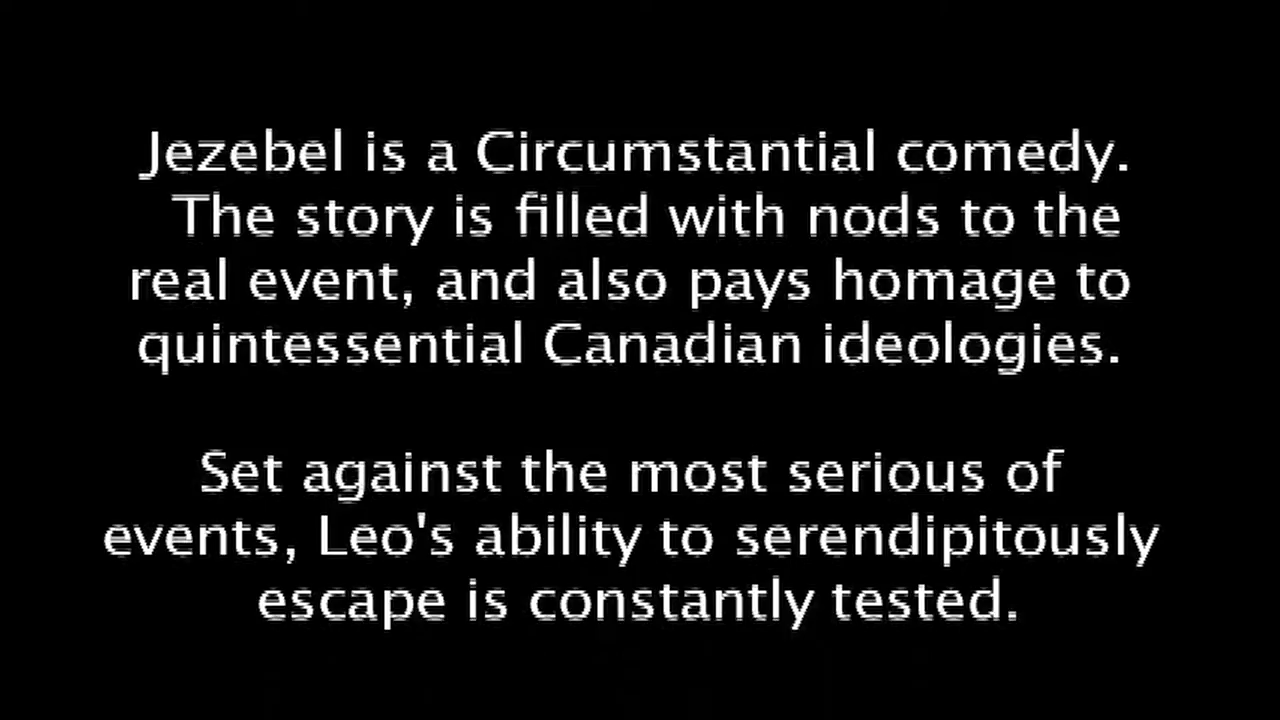 Jezebel is a Circumstantial comedy.
The story is filled with nods to the
real event, and also pays homage to
quintessential Canadian ideologies.
Set against the most serious of
events, Leo's ability to serendipitously
escape is constantly tested.